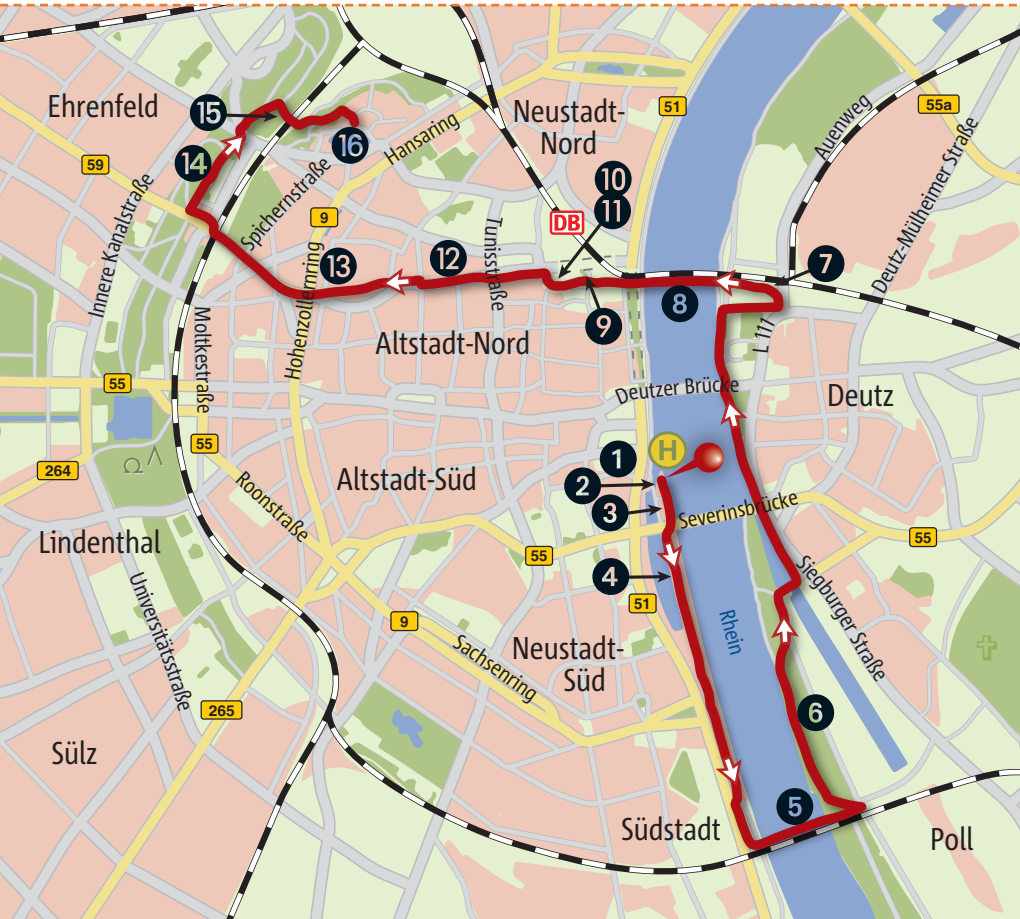 Ehrenfeld
15
14
16
59
Innere Kanalstraße
Spichernstraße
Hansaring
9
Neustadt-
Nord
51
55a
Auenweg
Deutz-Mülheimer Straße
10
11
DB
Tunisstraße
12
13
Hohenzollernring
Moltkestraße
7
8
9
L 111
Altstadt-Nord
Deutzer Brücke
Deutz
55
55
264
Roonstraße
Altstadt-Süd
1
H
2
3
Severinsbrücke
55
55
4
51
Lindenthal
Universitätsstraße
9
Sachsenring
Neustadt-
Süd
Rhein
Siegburger Straße
6
265
Sülz
5
Südstadt
Poll